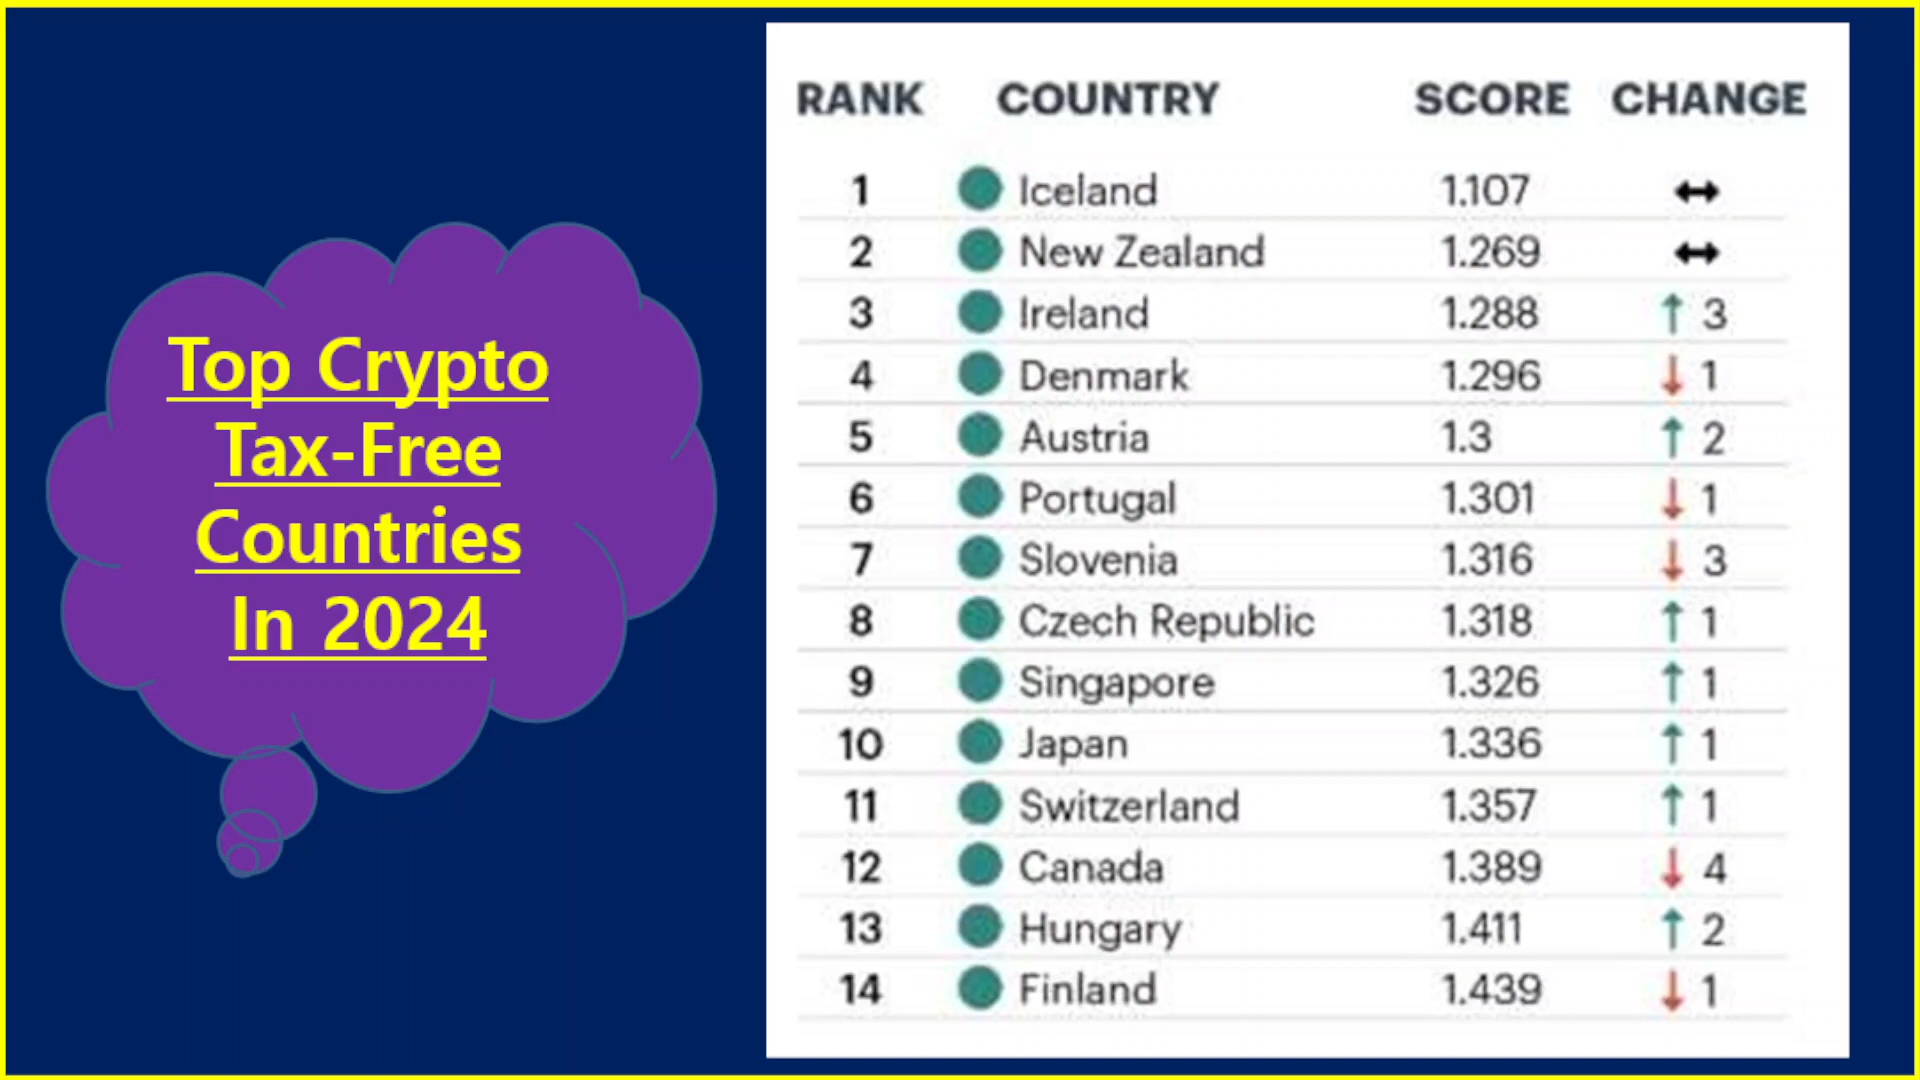 Top Crypto
Tax-Free
Countries
In 2024
RANK COUNTRY SCORE CHANGE
1 Iceland 1.107 ↔
2 New Zealand 1.269 ↔
3 Ireland 1.288 ↑ 3
4 Denmark 1.296 ↓ 1
5 Austria 1.3 ↑ 2
6 Portugal 1.301 ↓ 1
7 Slovenia 1.316 ↓ 3
8 Czech Republic 1.318 ↑ 1
9 Singapore 1.326 ↑ 1
10 Japan 1.336 ↑ 1
11 Switzerland 1.357 ↑ 1
12 Canada 1.389 ↓ 4
13 Hungary 1.411 ↑ 2
14 Finland 1.439 ↓ 1